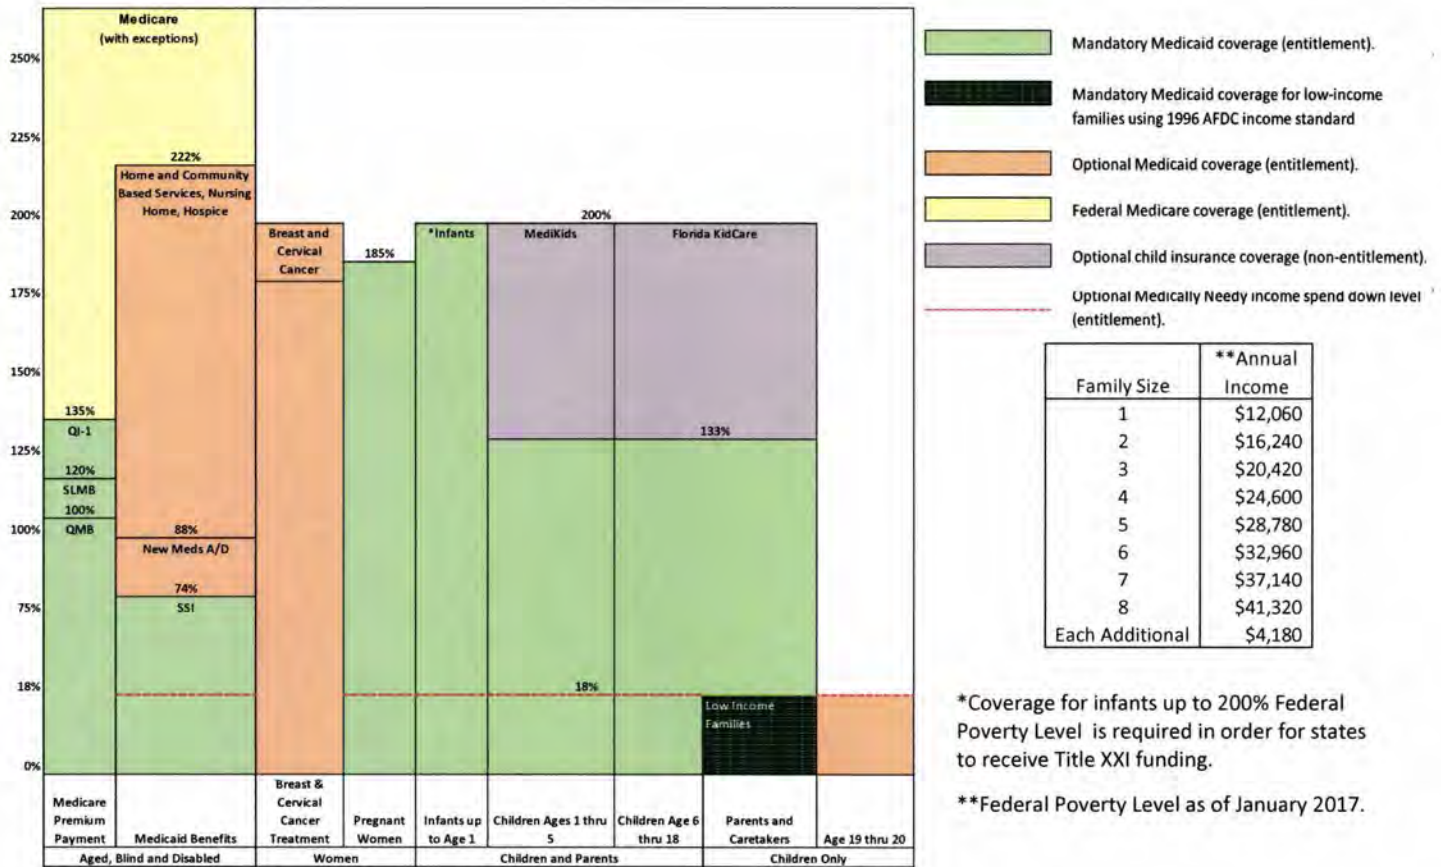 Medicare
(with exceptions)
250%
225%
200%
175%
150%
125%
100%
75%
18%
0%
135%
QI-1
120%
SLMB
100%
QMB
222%
Home and Community
Based Services, Nursing
Home, Hospice
88%
New Meds A/D
74%
SSI
Breast and
Cervical
Cancer
185%
*Infants
200%
MediKids
Florida KidCare
133%
18%
Low Income
Families
Medicare
Premium
Payment
Medicaid Benefits
Breast &
Cervical
Cancer
Treatment
Pregnant
Women
Infants up
to Age 1
Children Ages 1 thru
5
Children Age 6
thru 18
Parents and
Caretakers
Age 19 thru 20
Aged, Blind and Disabled
Women
Children and Parents
Children Only
Mandatory Medicaid coverage (entitlement).
Mandatory Medicaid coverage for low-income
families using 1996 AFDC income standard
Optional Medicaid coverage (entitlement).
Federal Medicare coverage (entitlement).
Optional child insurance coverage (non-entitlement).
Optional Medically Needy income spend down level
(entitlement).
**Annual
Family Size Income
1 $12,060
2 $16,240
3 $20,420
4 $24,600
5 $28,780
6 $32,960
7 $37,140
8 $41,320
Each Additional $4,180
*Coverage for infants up to 200% Federal
Poverty Level is required in order for states
to receive Title XXI funding.
**Federal Poverty Level as of January 2017.